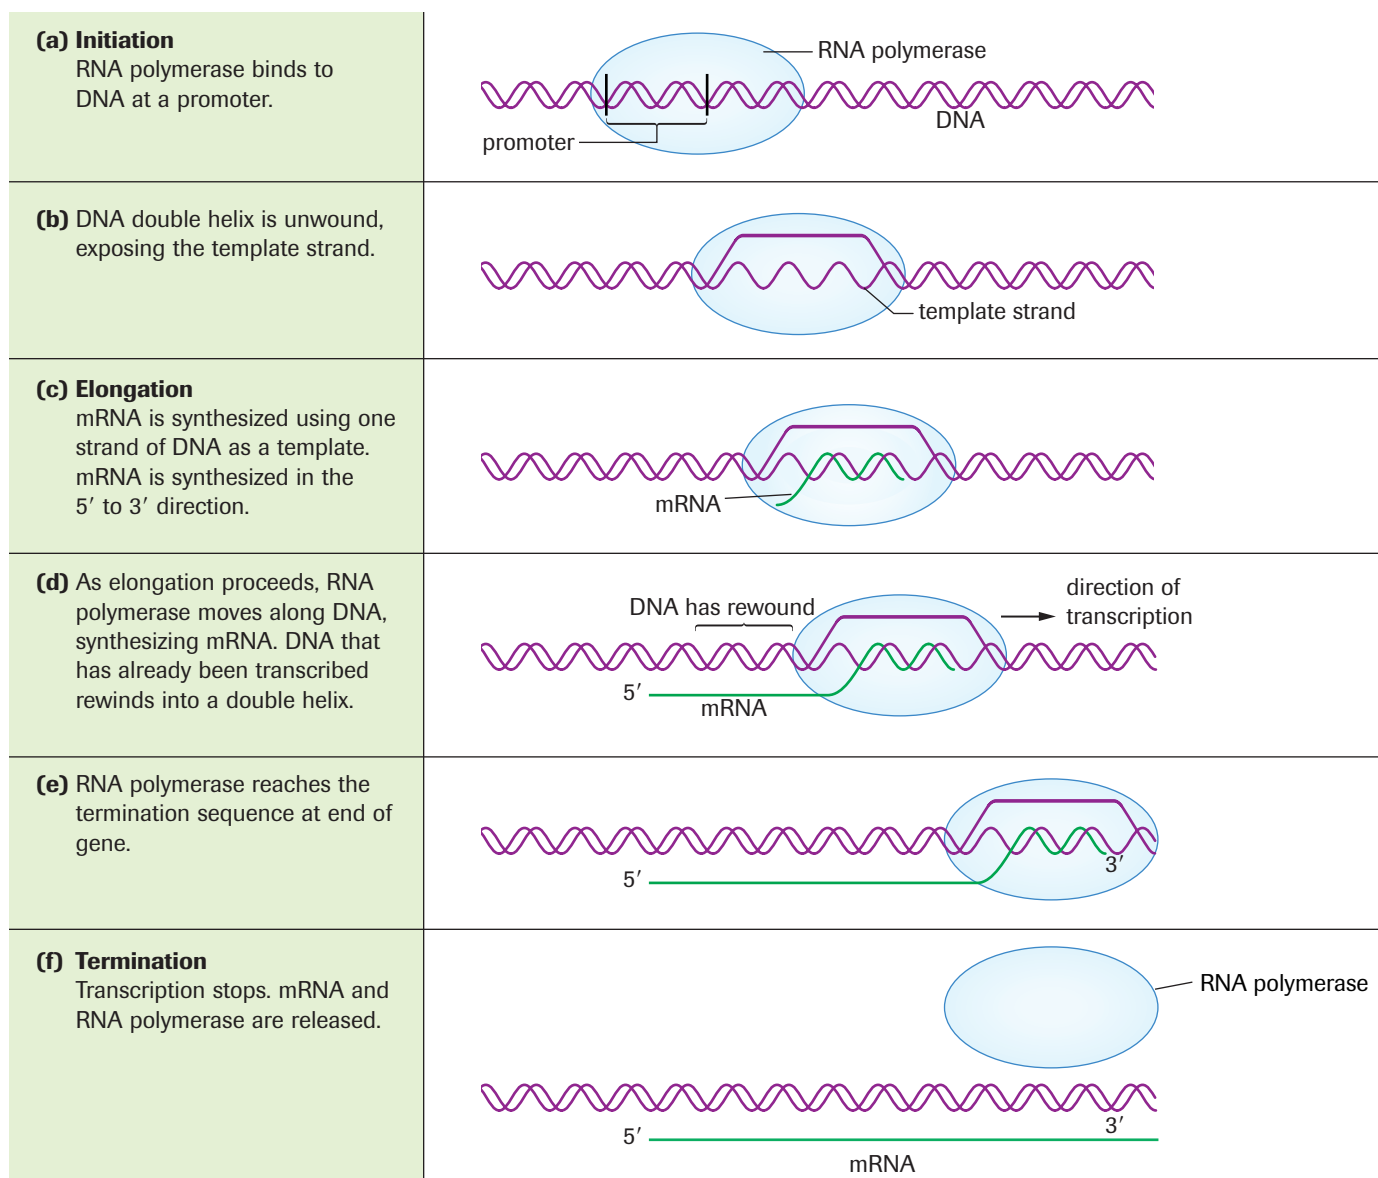 (a) Initiation
RNA polymerase binds to
DNA at a promoter.
RNA polymerase
DNA
promoter
(b) DNA double helix is unwound,
exposing the template strand.
template strand
(c) Elongation
mRNA is synthesized using one
strand of DNA as a template.
mRNA is synthesized in the
5′ to 3′ direction.
mRNA
(d) As elongation proceeds, RNA
polymerase moves along DNA,
synthesizing mRNA. DNA that
has already been transcribed
rewinds into a double helix.
DNA has rewound
direction of
transcription
5′
mRNA
(e) RNA polymerase reaches the
termination sequence at end of
gene.
3′
5′
(f) Termination
Transcription stops. mRNA and
RNA polymerase are released.
RNA polymerase
3′
5′
mRNA